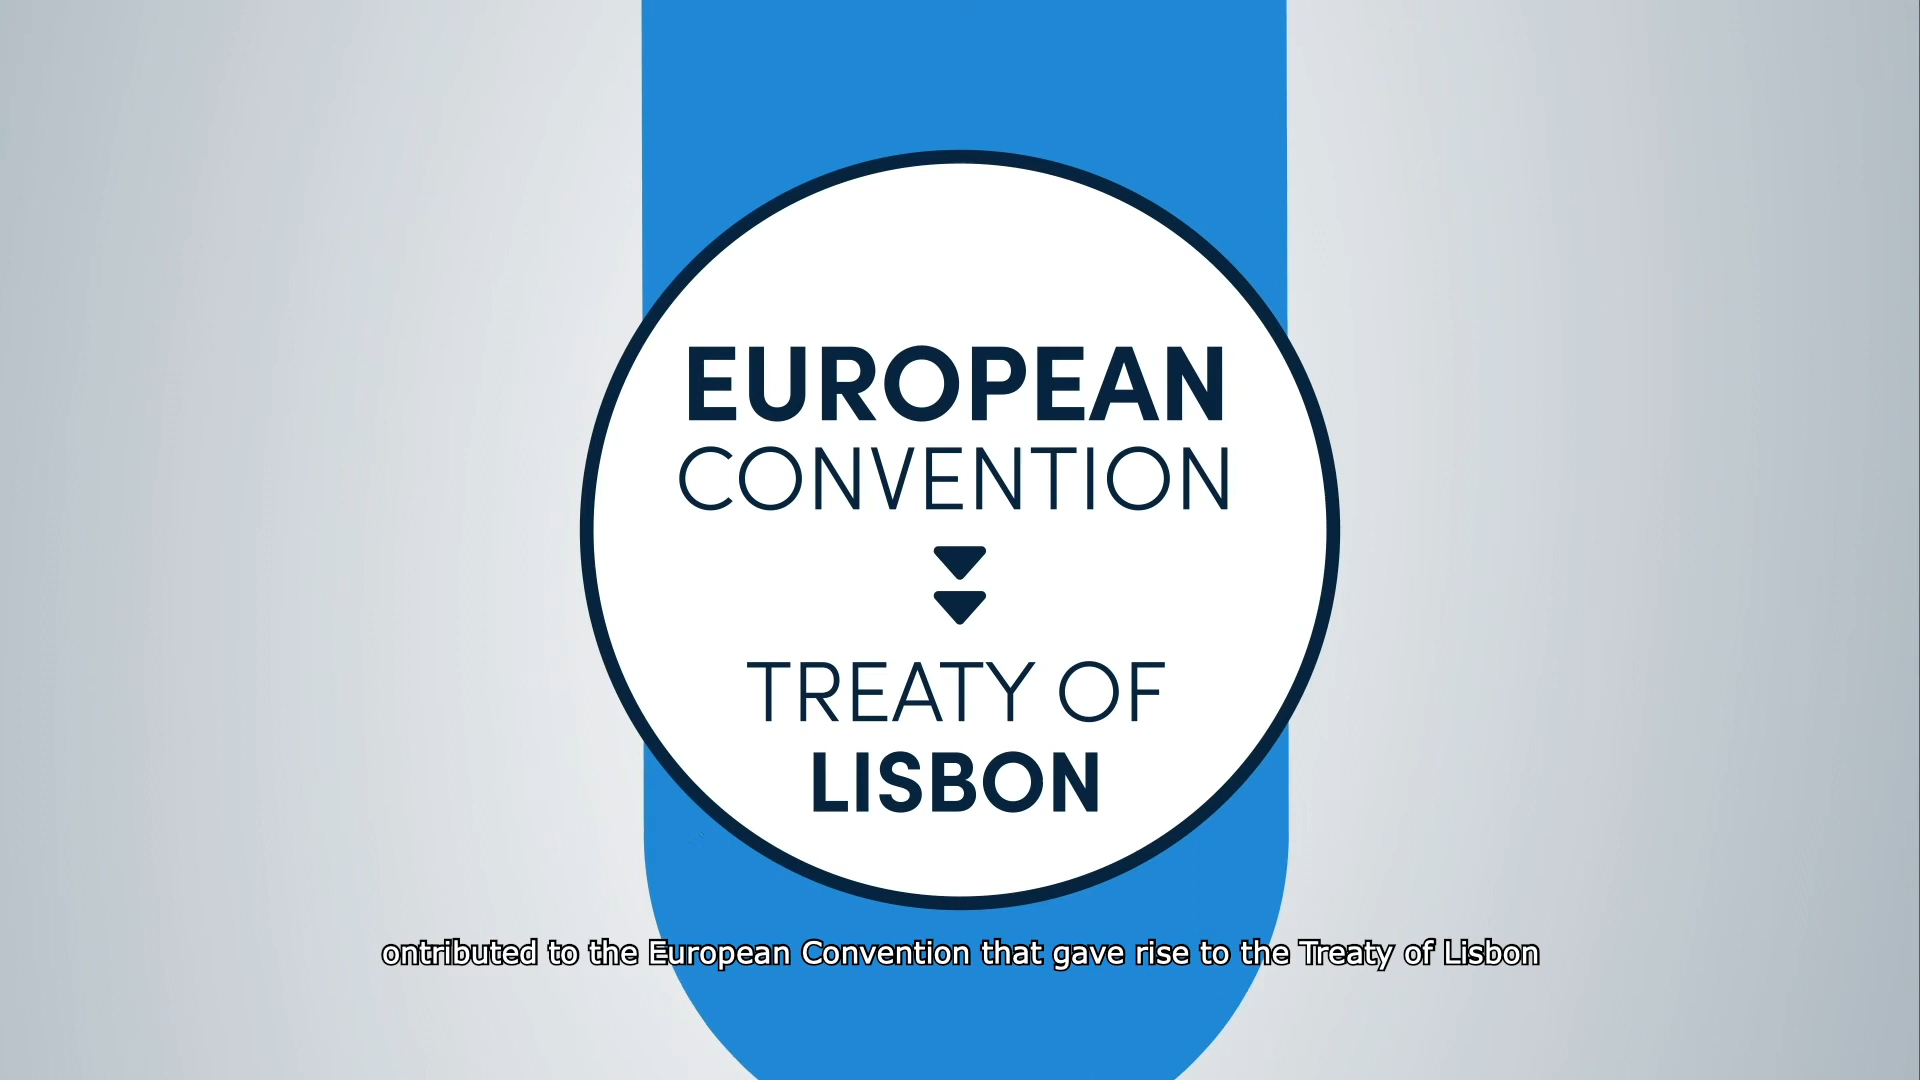 EUROPEAN
CONVENTION
TREATY OF
LISBON
ontributed to the European Convention that gave rise to the Treaty of Lisbon